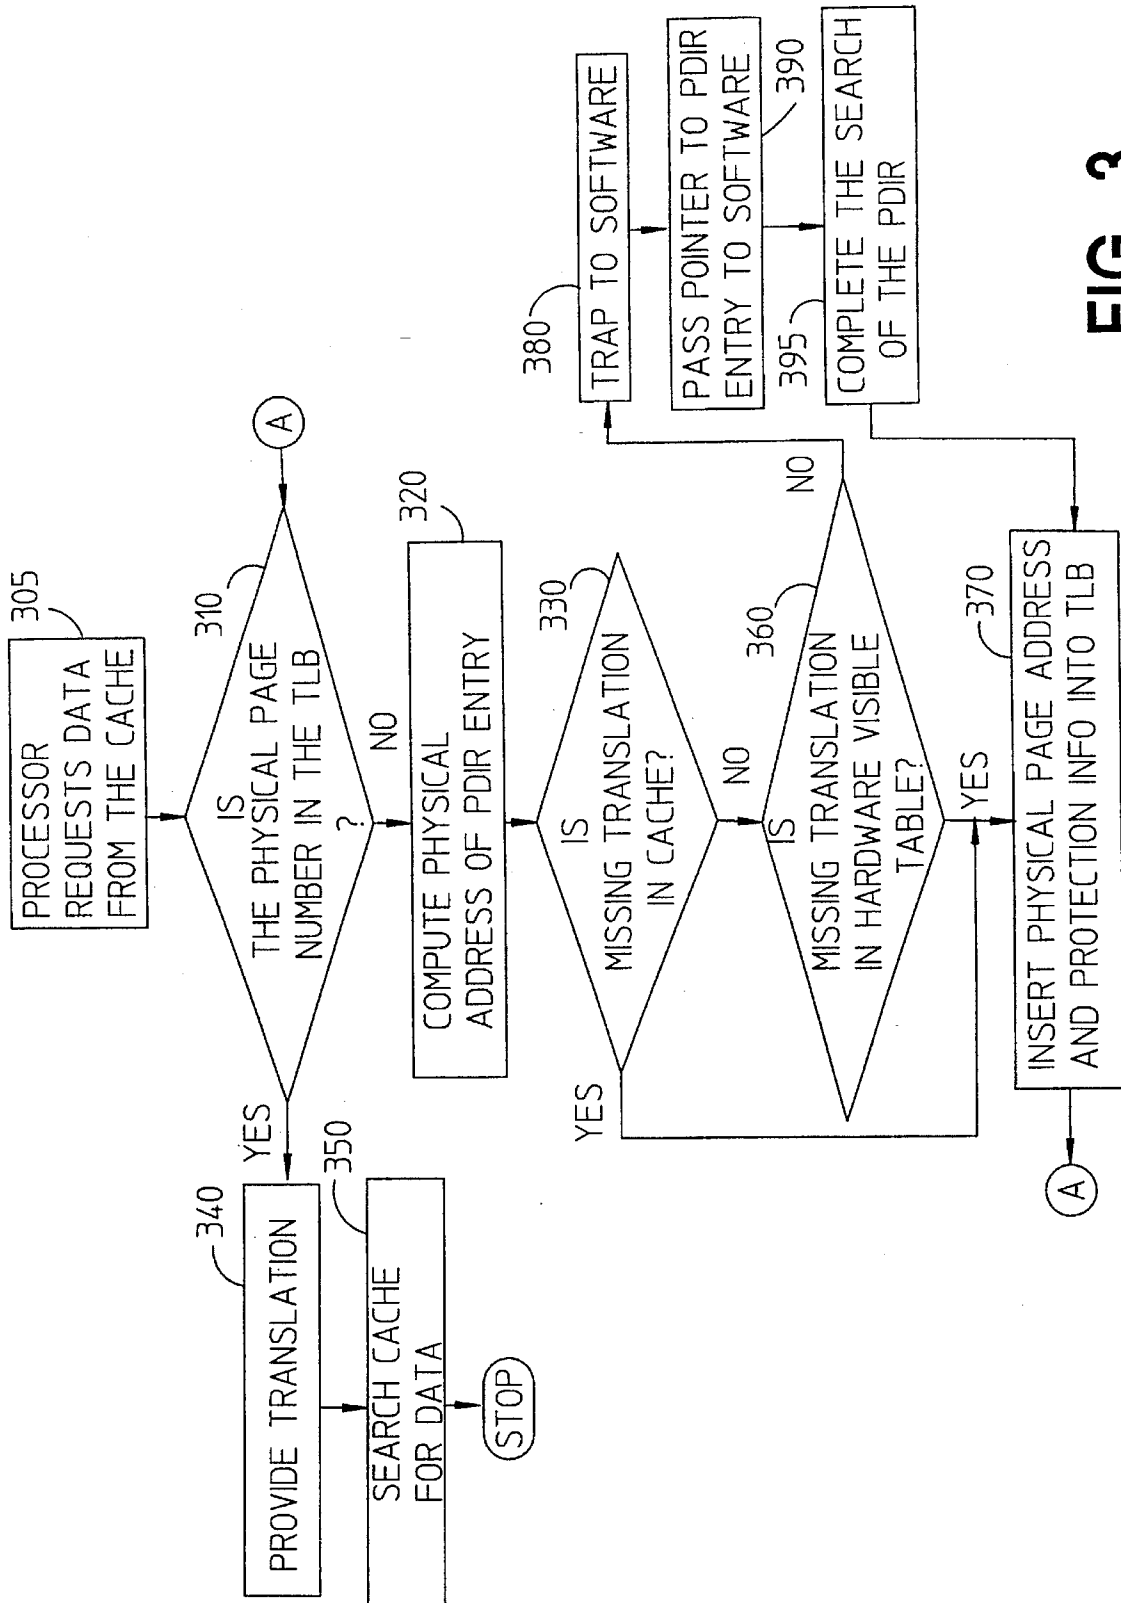 305
PROCESSOR
REQUESTS DATA
FROM THE CACHE
310
IS
THE PHYSICAL PAGE
NUMBER IN THE TLB
?
A
YES
NO
340
PROVIDE TRANSLATION
350
SEARCH CACHE
FOR DATA
STOP
320
COMPUTE PHYSICAL
ADDRESS OF PDIR ENTRY
330
IS
MISSING TRANSLATION
IN CACHE?
YES
NO
360
IS
MISSING TRANSLATION
IN HARDWARE VISIBLE
TABLE?
NO
YES
380
TRAP TO SOFTWARE
PASS POINTER TO PDIR
ENTRY TO SOFTWARE
390
395
COMPLETE THE SEARCH
OF THE PDIR
370
INSERT PHYSICAL PAGE ADDRESS
AND PROTECTION INFO INTO TLB
A
FIG. 3